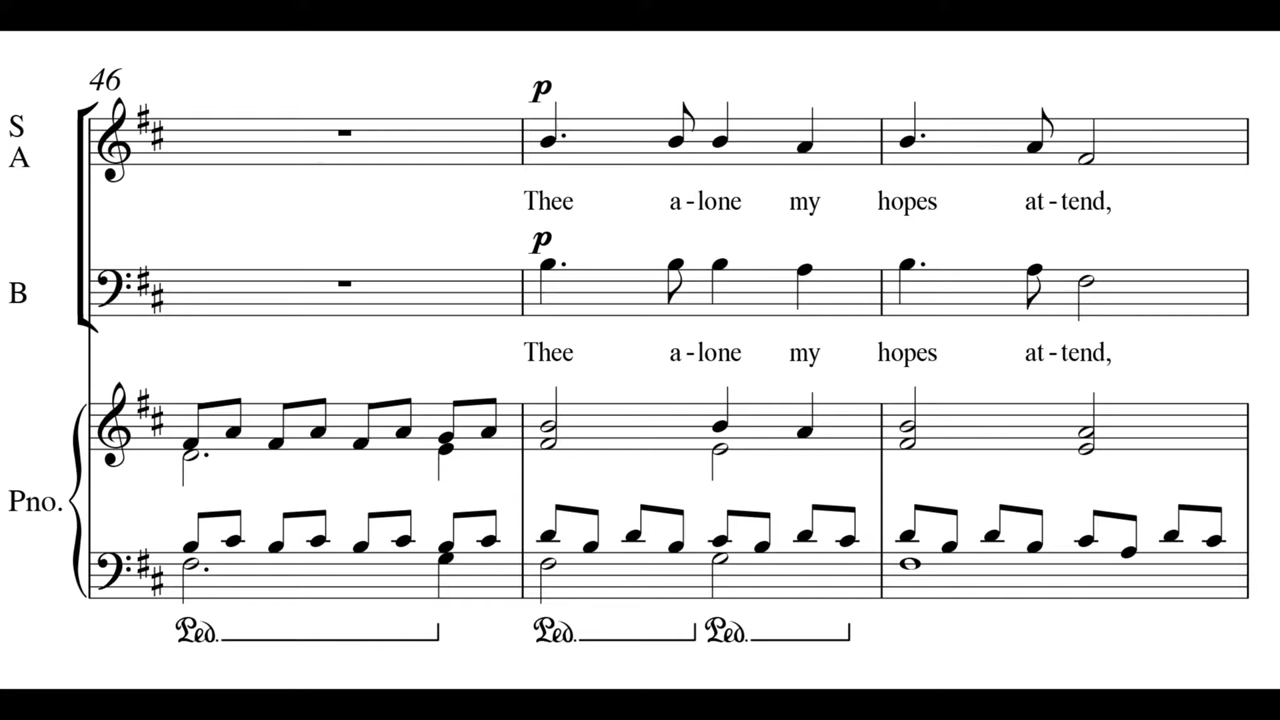 46
p
S
A
Thee a-lone my hopes at-tend,
p
B
Thee a-lone my hopes at-tend,
Pno.
Ped. Ped. Ped.